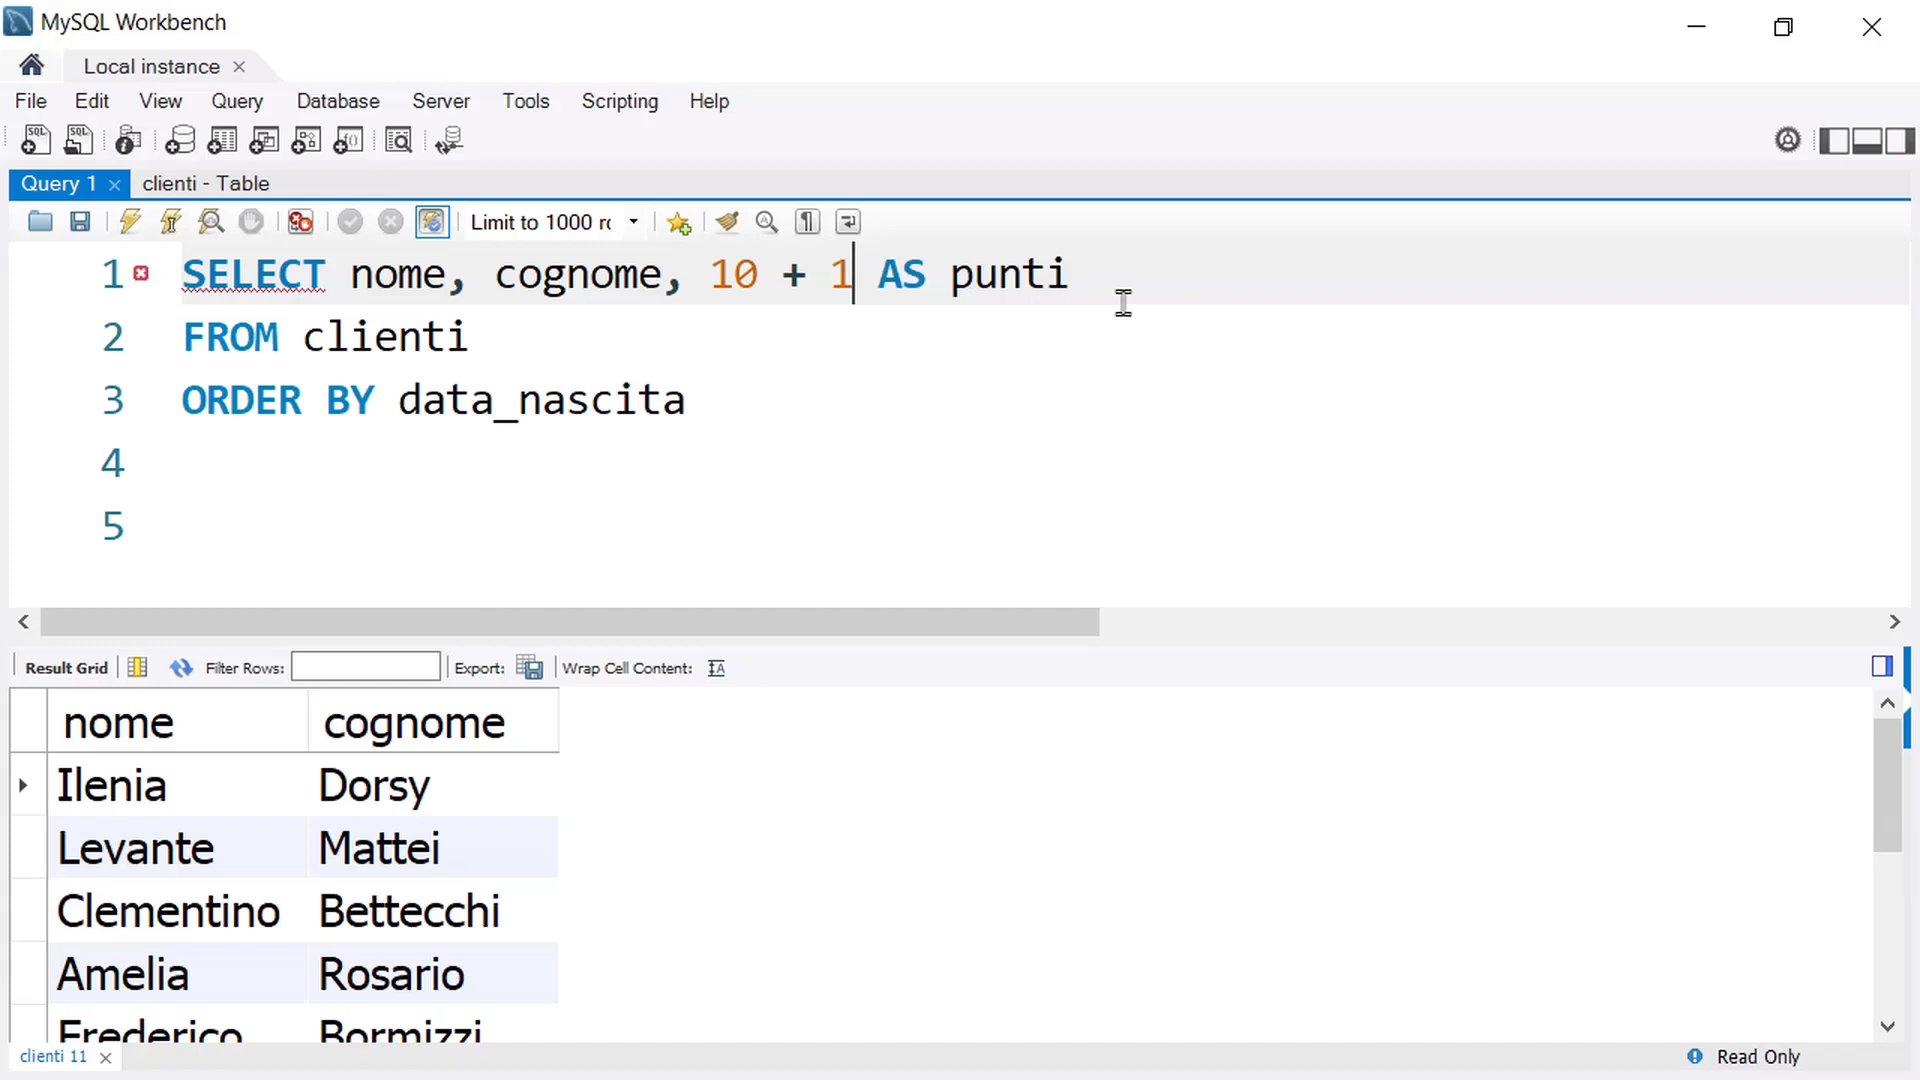 MySQL Workbench
Local instance
File Edit View Query Database Server Tools Scripting Help
Query 1 clienti - Table
Limit to 1000 r
1 SELECT nome, cognome, 10 + 1 AS punti
2 FROM clienti
3 ORDER BY data_nascita
4
5
Result Grid Filter Rows: Export: Wrap Cell Content:
nome cognome
Ilenia Dorsy
Levante Mattei
Clementino Bettecchi
Amelia Rosario
Frederico Bormizzi
clienti 11 Read Only